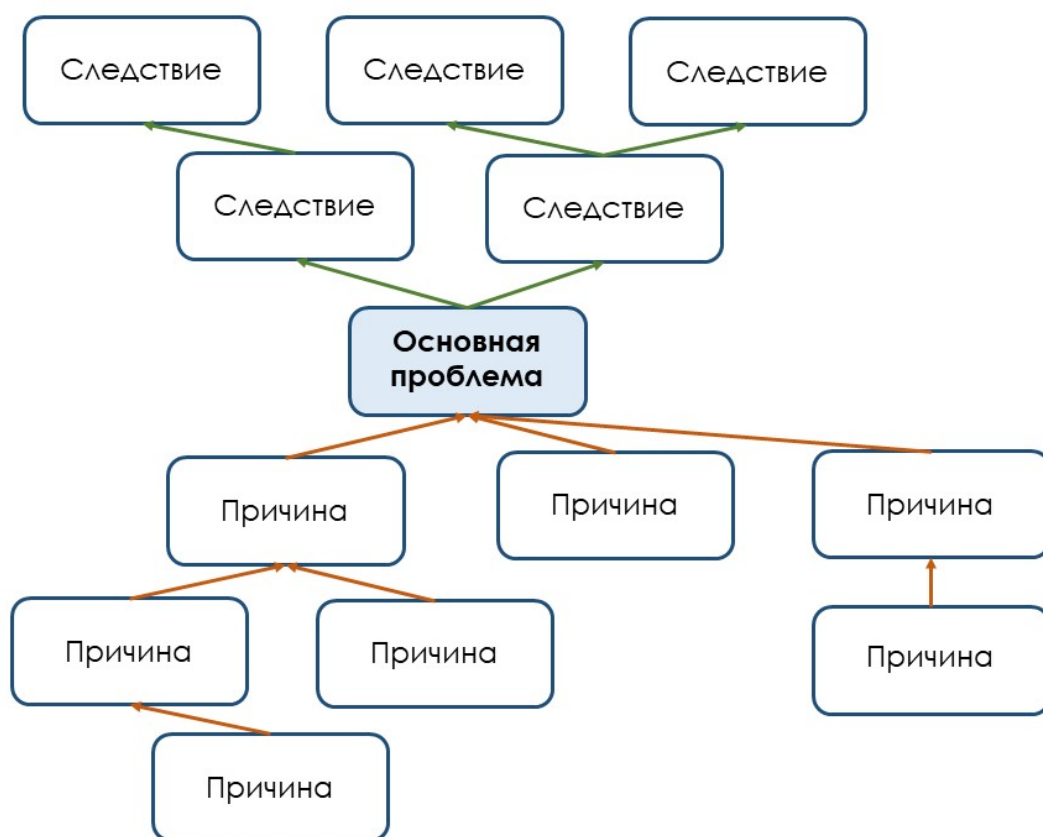 Следствие
Следствие
Следствие
Следствие
Следствие
Основная
проблема
Причина
Причина
Причина
Причина
Причина
Причина
Причина